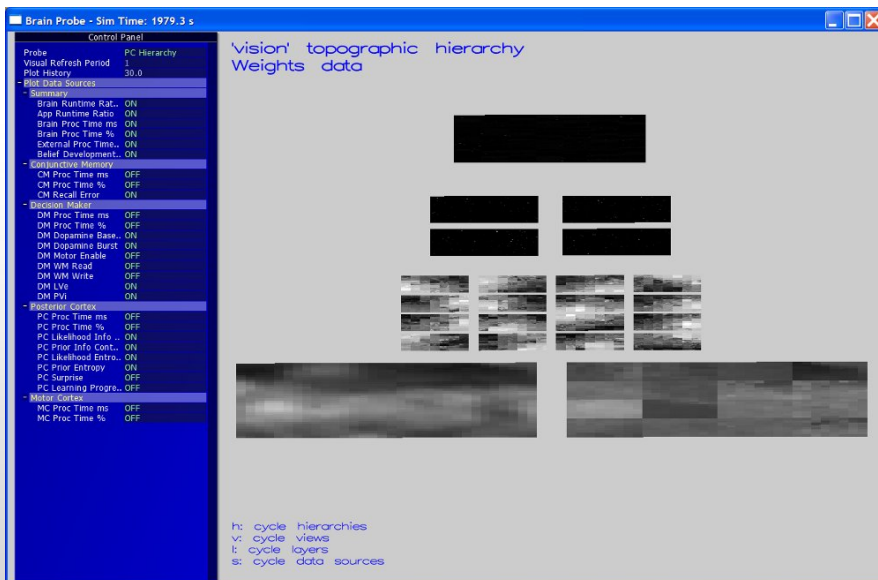 Brain Probe - Sim Time: 1979.3 s
Control Panel
Probe PC Hierarchy
Visual Refresh Period 1
Plot History 30.0
- Plot Data Sources
- Summary
Brain Runtime Rat.. ON
App Runtime Ratio ON
Brain Proc Time ms ON
Brain Proc Time % ON
External Proc Time.. ON
Belief Development.. ON
- Conjunctive Memory
CM Proc Time ms OFF
CM Proc Time % OFF
CM Recall Error ON
- Decision Maker
DM Proc Time ms OFF
DM Proc Time % OFF
DM Dopamine Base.. ON
DM Dopamine Burst ON
DM Motor Enable OFF
DM WM Read OFF
DM WM Write OFF
DM LVe ON
DM PVi ON
- Posterior Cortex
PC Proc Time ms OFF
PC Proc Time % OFF
PC Likelihood Info .. ON
PC Prior Info Cont.. ON
PC Likelihood Entro.. ON
PC Prior Entropy ON
PC Surprise OFF
PC Learning Progre.. OFF
- Motor Cortex
MC Proc Time ms OFF
MC Proc Time % OFF
'vision' topographic hierarchy
Weights data
h: cycle hierarchies
v: cycle views
l: cycle layers
s: cycle data sources